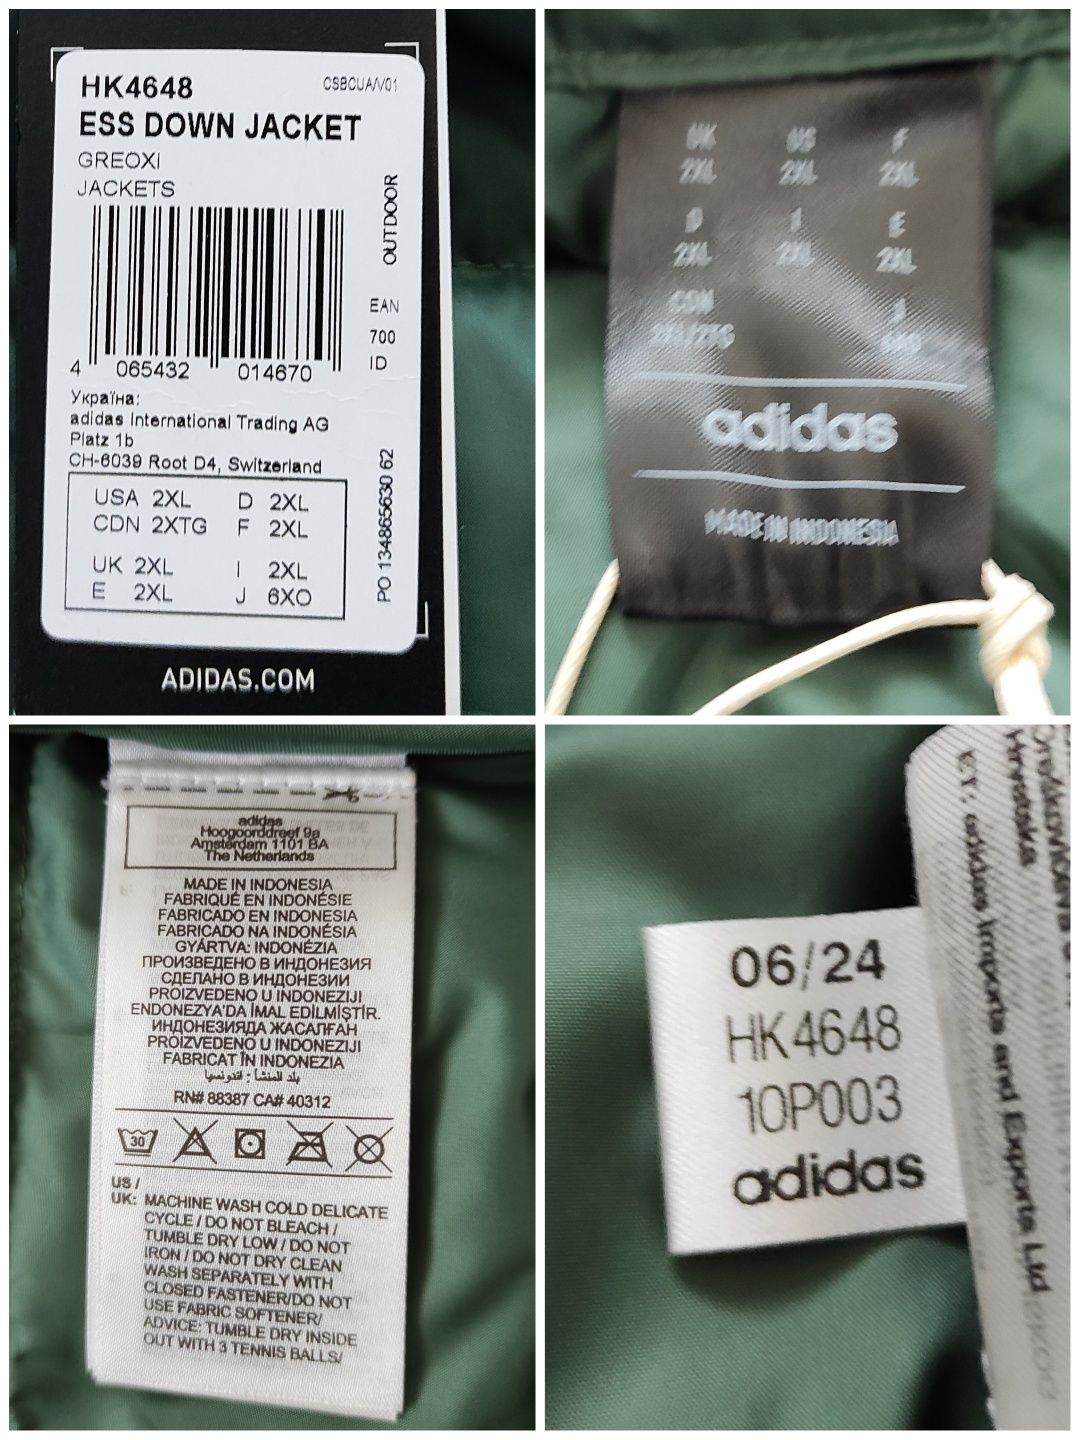 HK4648 CSBCUA/V01
ESS DOWN JACKET
GREOXI
JACKETS
OUTDOOR
EAN
700
ID
4 065432 014670
Україна:
adidas International Trading AG
Platz 1b
CH-6039 Root D4, Switzerland
PO 134865630 62
USA 2XL D 2XL
CDN 2XTG F 2XL
UK 2XL I 2XL
E 2XL J 6XO
ADIDAS.COM
UK US F
2XL 2XL 2XL
D I E
2XL 2XL 2XL
CDN J
adidas
MADE IN INDONESIA
adidas
Hoogoorddreef 9a
Amsterdam 1101 BA
The Netherlands
MADE IN INDONESIA
FABRIQUÉ EN INDONÉSIE
FABRICADO EN INDONESIA
FABRICADO NA INDONÉSIA
GYÁRTVA: INDONÉZIA
ПРОИЗВЕДЕНО В ИНДОНЕЗИЯ
СДЕЛАНО В ИНДОНЕЗИИ
PROIZVEDENO U INDONEZIJI
ENDONEZYA'DA İMAL EDİLMİŞTİR.
ИНДОНЕЗИЯДА ЖАСАЛҒАН
PROIZVEDENO U INDONEZIJI
FABRICAT ÎN INDONEZIA
بلد المنشأ : اندونسيا
RN# 88387 CA# 40312
30
US /
UK: MACHINE WASH COLD DELICATE
CYCLE / DO NOT BLEACH /
TUMBLE DRY LOW / DO NOT
IRON / DO NOT DRY CLEAN
WASH SEPARATELY WITH
CLOSED FASTENER/DO NOT
USE FABRIC SOFTENER/
ADVICE: TUMBLE DRY INSIDE
OUT WITH 3 TENNIS BALLS/
06/24
HK4648
10P003
adidas
Hrvatska
ET: adidas Imports and Exports Ltd